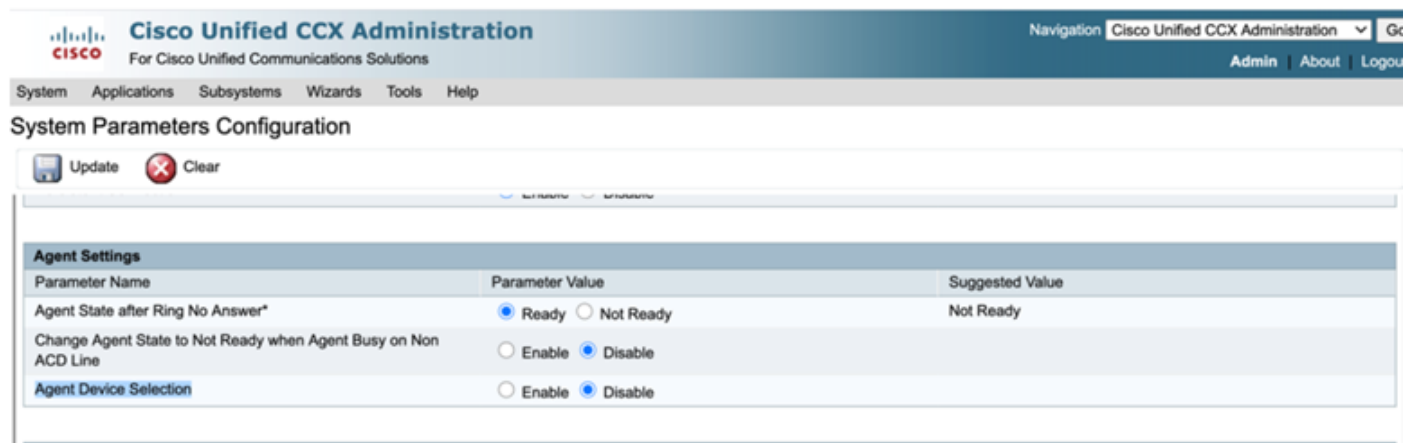 Cisco Unified CCX Administration
For Cisco Unified Communications Solutions
CISCO
Navigation Cisco Unified CCX Administration
Admin | About |
System Applications Subsystems Wizards Tools Help
System Parameters Configuration
Update Clear
Enable Disable
Agent Settings
Parameter Name Parameter Value Suggested Value
Agent State after Ring No Answer* Ready Not Ready Not Ready
Change Agent State to Not Ready when Agent Busy on Non
ACD Line Enable Disable
Agent Device Selection Enable Disable